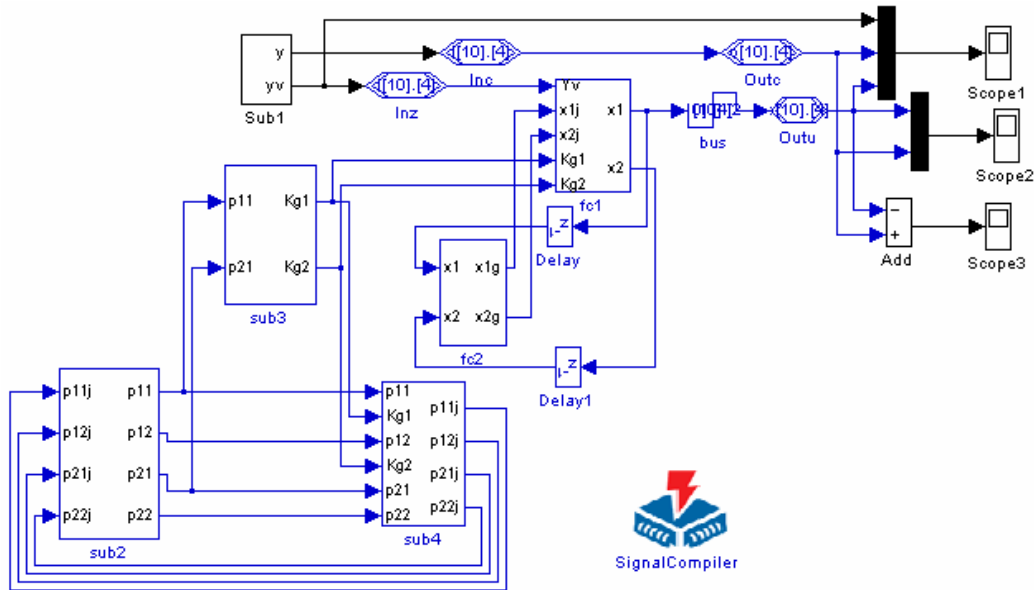 y
yv
Sub1
([10].[4])
Inc
([10].[4])
Inz
o([10].[4])
Outc
Yv
x1j
x2j
Kg1
Kg2
x1
x2
fc1
bus
([10].[4])
Outu
Scope1
Scope2
Add
Scope3
p11
p21
Kg1
Kg2
sub3
Delay
x1
x2
x1g
x2g
fc2
Delay1
p11j
p12j
p21j
p22j
p11
p12
p21
p22
sub2
p11
Kg1
p12
Kg2
p21
p22
p11j
p12j
p21j
p22j
sub4
SignalCompiler